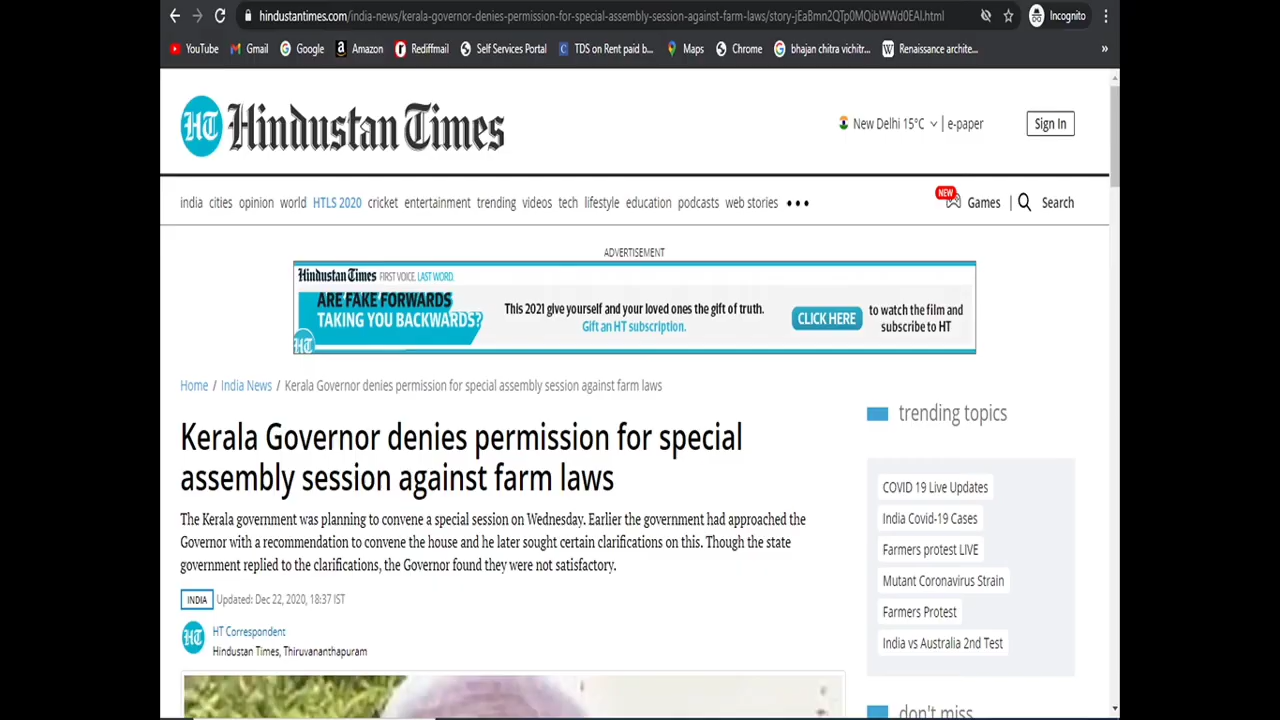 hindustantimes.com/india-news/kerala-governor-denies-permission-for-special-assembly-session-against-farm-laws/story-jEaBmn2QTp0MQibWWd0EAI.html
Incognito
YouTube Gmail Google Amazon Rediffmail Self Services Portal TDS on Rent paid b... Maps Chrome bhajan chitra vichitr... Renaissance archite... »
HT Hindustan Times
New Delhi 15°C | e-paper
Sign In
india cities opinion world HTLS 2020 cricket entertainment trending videos tech lifestyle education podcasts web stories •••
NEW
Games | Search
ADVERTISEMENT
Hindustan Times FIRST VOICE. LAST WORD.
ARE FAKE FORWARDS
TAKING YOU BACKWARDS?
HT
This 2021 give yourself and your loved ones the gift of truth.
Gift an HT subscription.
CLICK HERE
to watch the film and
subscribe to HT
Home / India News / Kerala Governor denies permission for special assembly session against farm laws
Kerala Governor denies permission for special
assembly session against farm laws
The Kerala government was planning to convene a special session on Wednesday. Earlier the government had approached the
Governor with a recommendation to convene the house and he later sought certain clarifications on this. Though the state
government replied to the clarifications, the Governor found they were not satisfactory.
INDIA Updated: Dec 22, 2020, 18:37 IST
HT
HT Correspondent
Hindustan Times, Thiruvananthapuram
trending topics
COVID 19 Live Updates
India Covid-19 Cases
Farmers protest LIVE
Mutant Coronavirus Strain
Farmers Protest
India vs Australia 2nd Test
don't miss